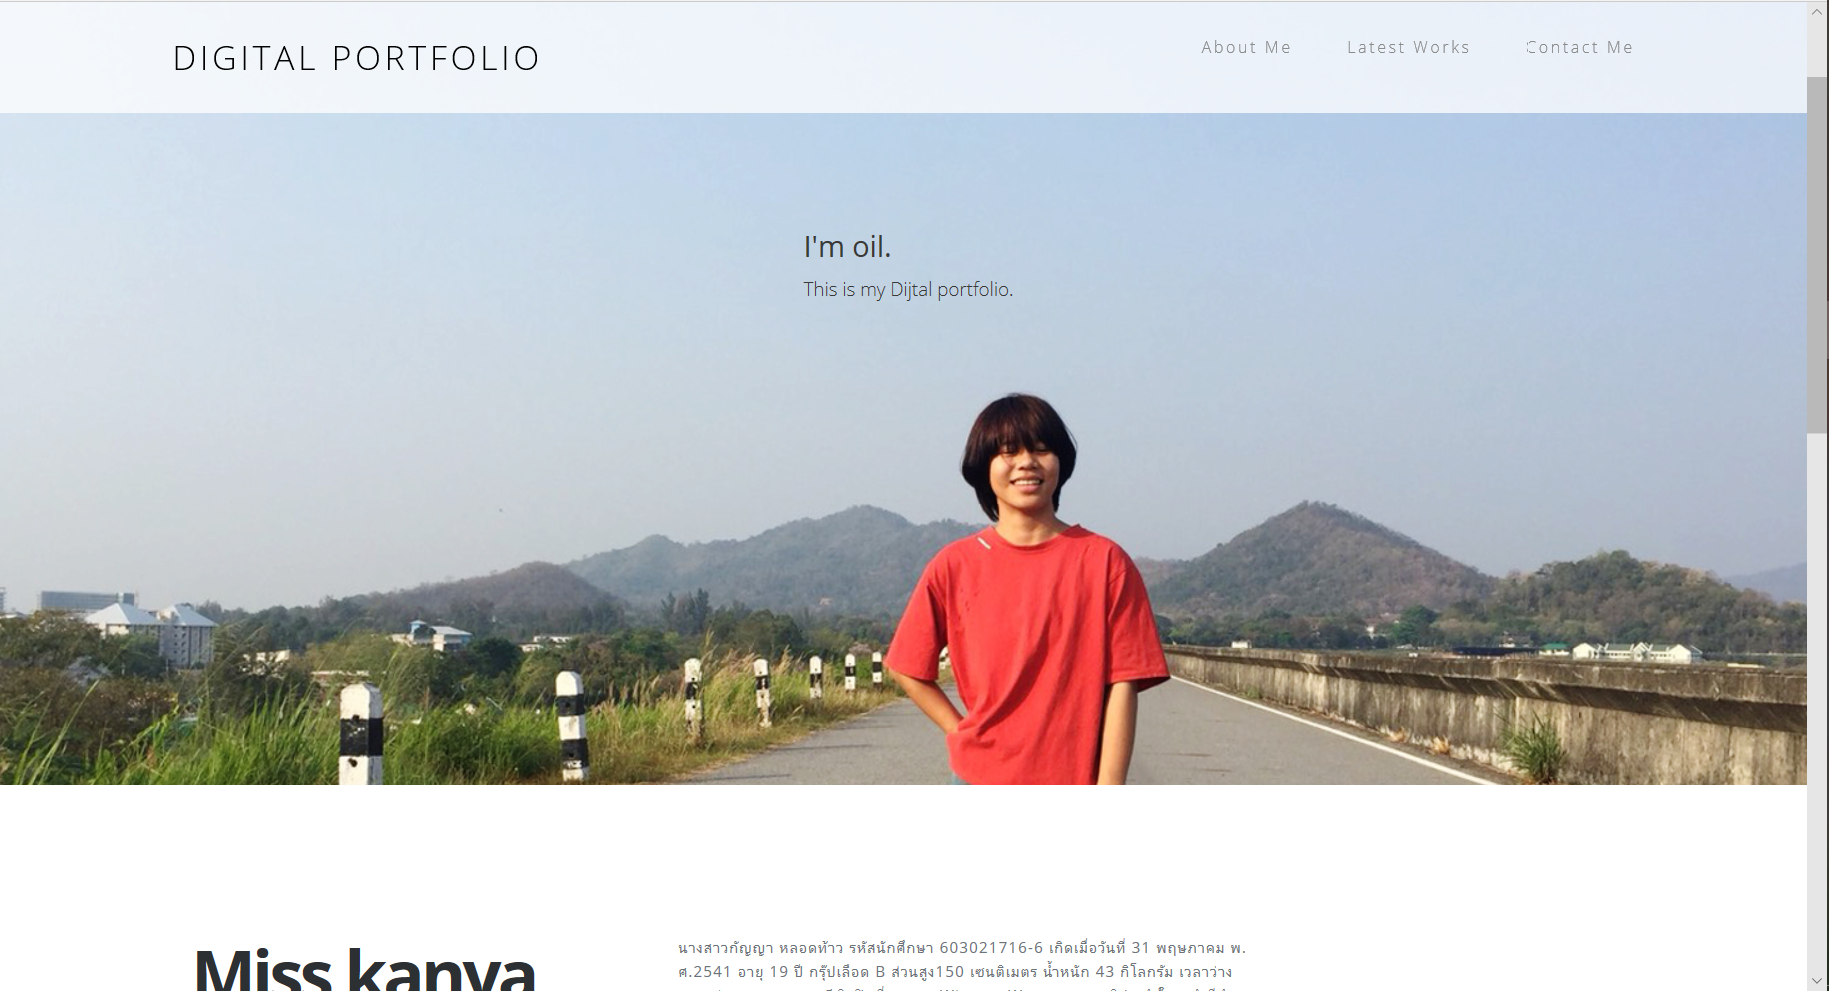 DIGITAL PORTFOLIO
About Me Latest Works Contact Me
I'm oil.
This is my Dijtal portfolio.
Miss kanya
นางสาวกัญญา หลอดท้าว รหัสนักศึกษา 603021716-6 เกิดเมื่อวันที่ 31 พฤษภาคม พ.
ศ.2541 อายุ 19 ปี กรุ๊ปเลือด B ส่วนสูง150 เซนติเมตร น้ำหนัก 43 กิโลกรัม เวลาว่าง